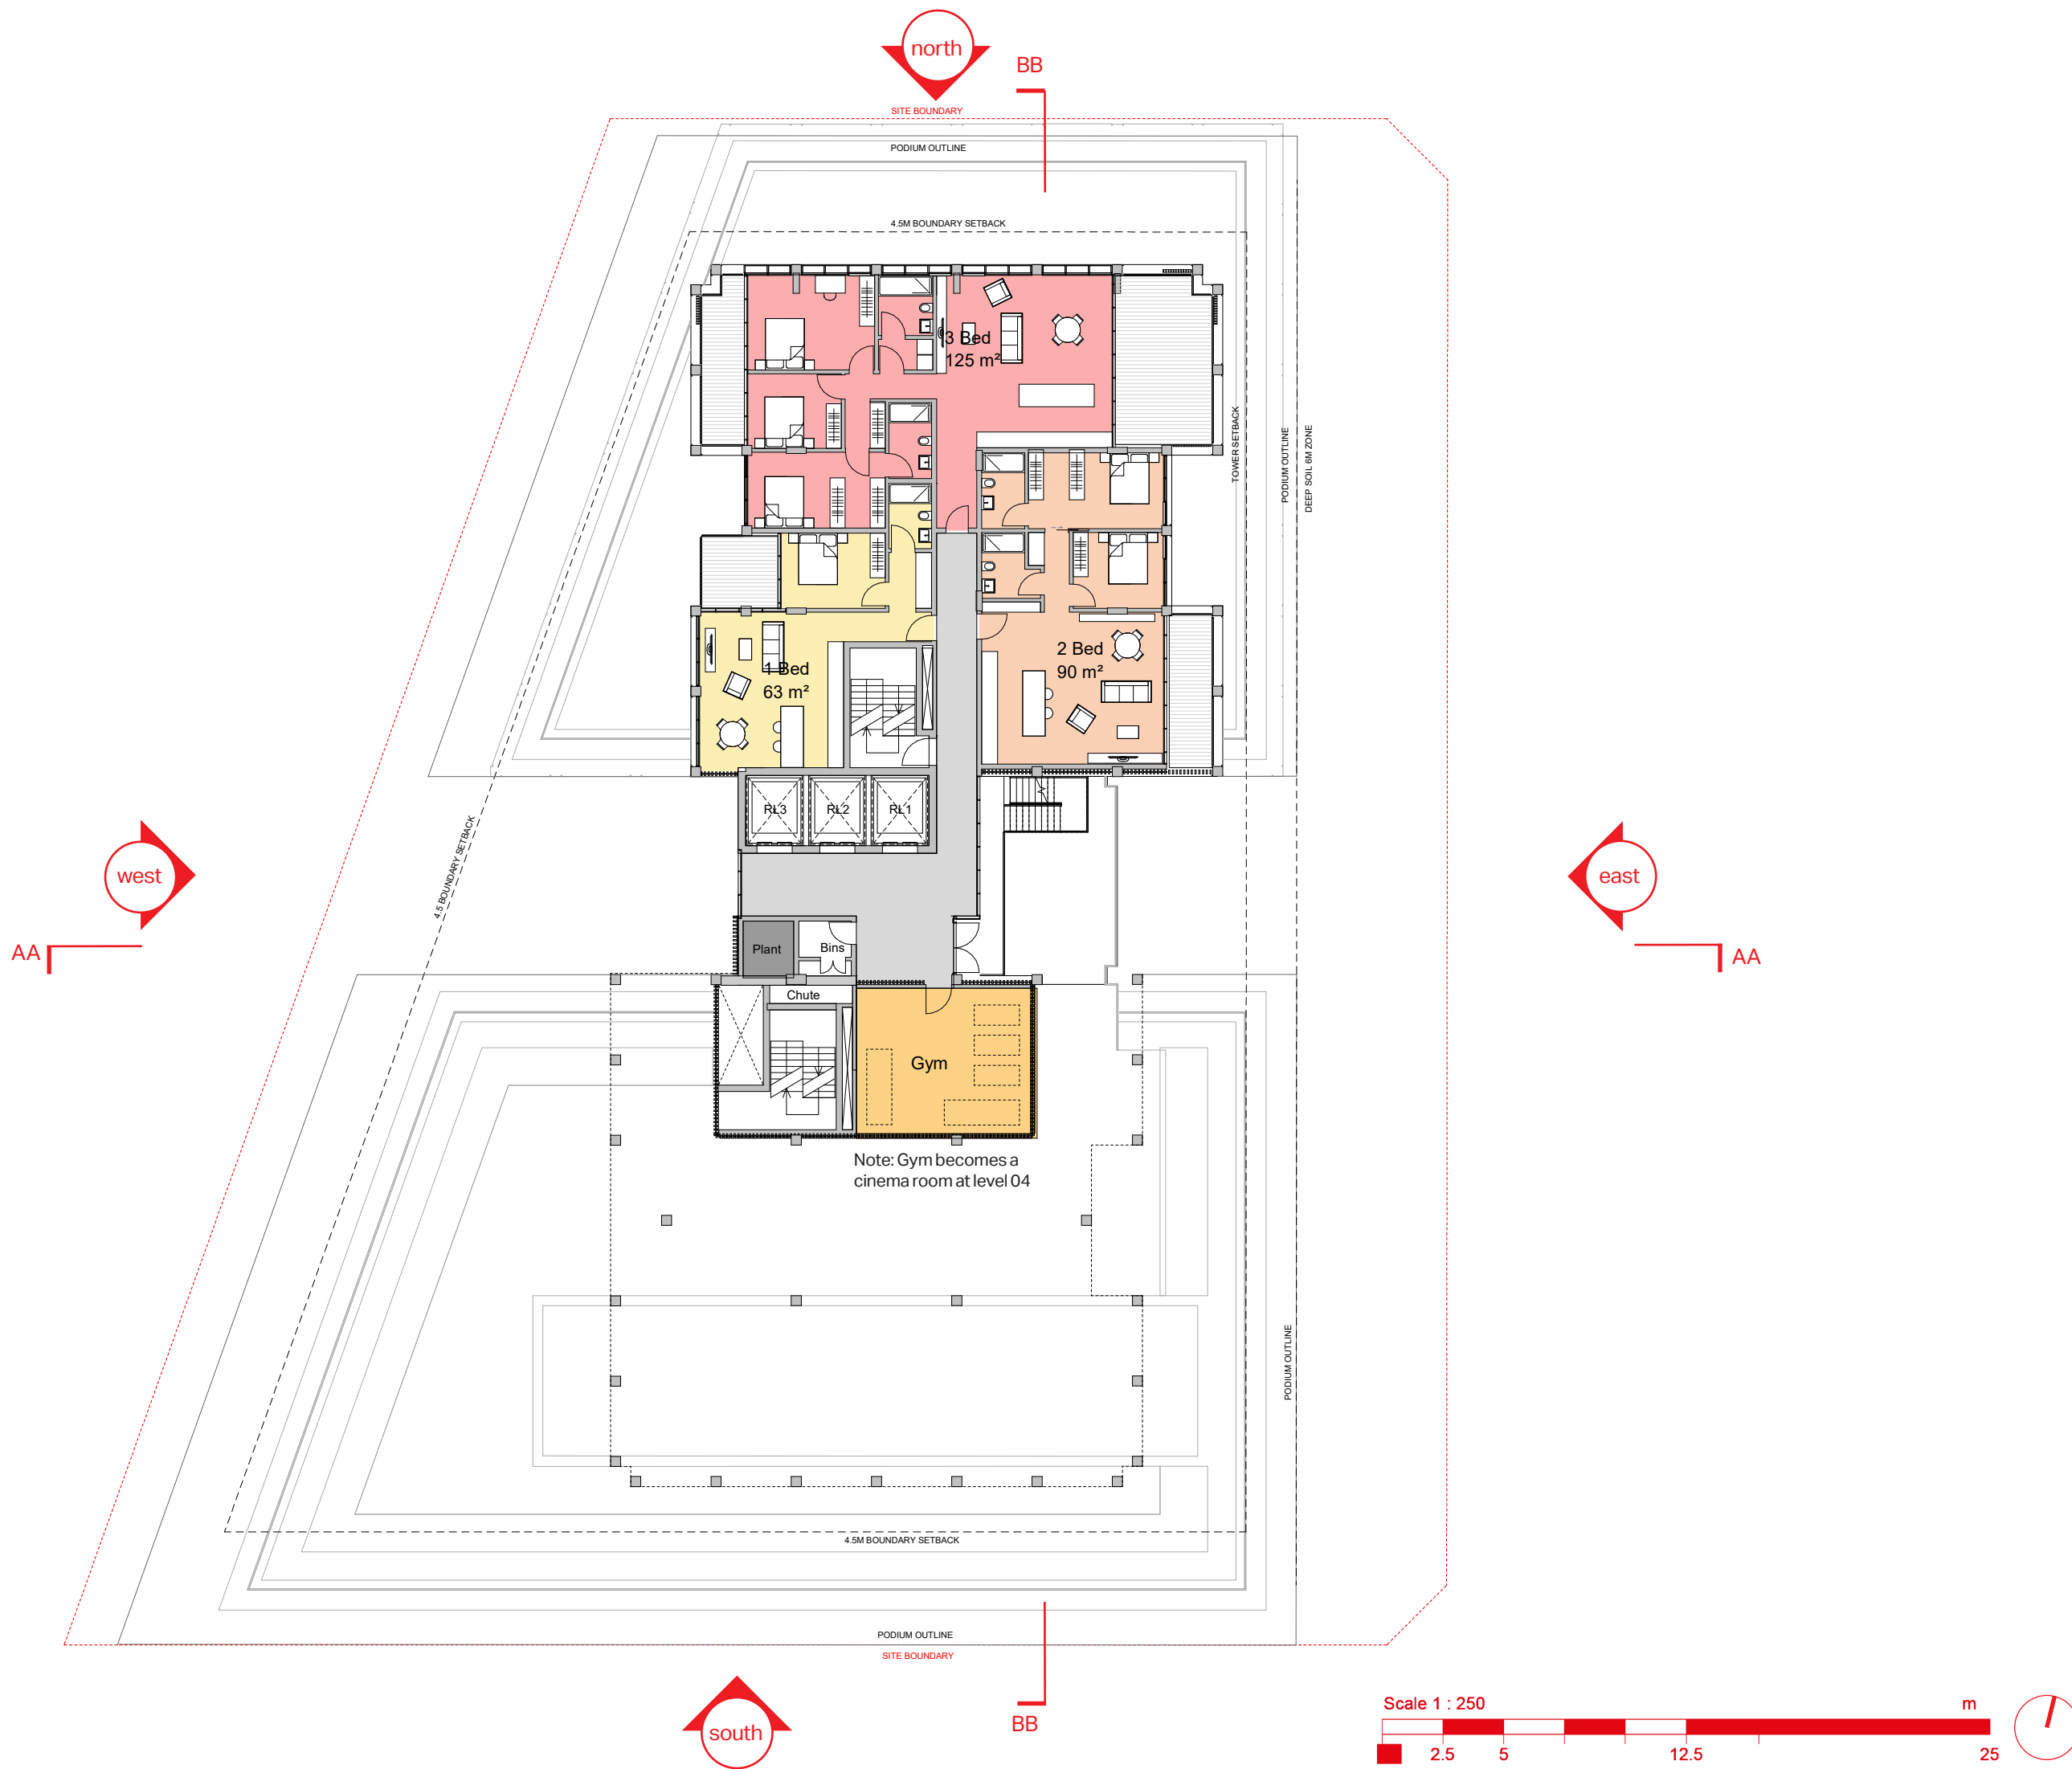 north
BB
SITE BOUNDARY
PODIUM OUTLINE
4.5M BOUNDARY SETBACK
3 Bed
125 m²
TOWER SETBACK
PODIUM OUTLINE
DEEP SOIL 6M ZONE
1 Bed
63 m²
2 Bed
90 m²
RL3
RL2
RL1
4.5 BOUNDARY SETBACK
west
east
AA
AA
Plant
Bins
Chute
Gym
Note: Gym becomes a
cinema room at level 04
PODIUM OUTLINE
4.5M BOUNDARY SETBACK
PODIUM OUTLINE
SITE BOUNDARY
south
BB
Scale 1 : 250
m
2.5
5
12.5
25